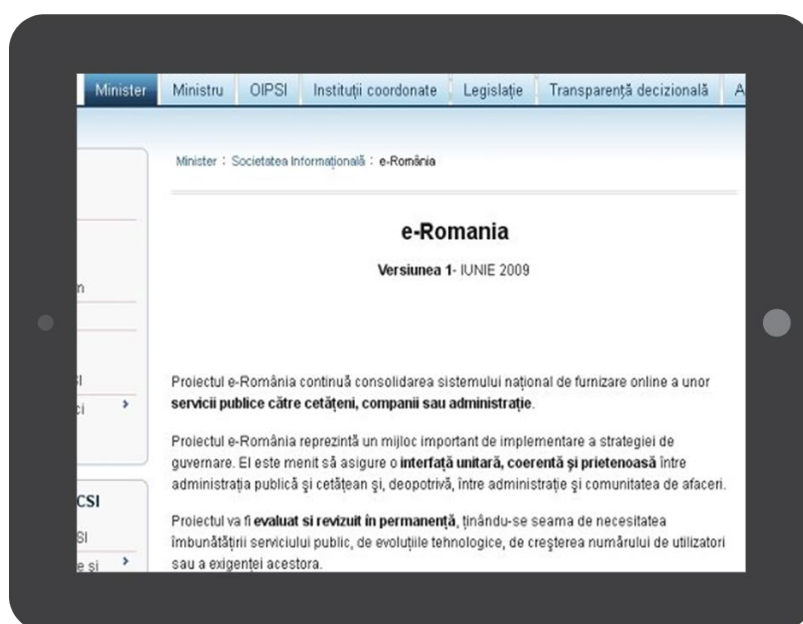 Minister Ministru OIPSI Instituții coordonate Legislație Transparență decizională A
Minister : Societatea Informațională : e-România
e-Romania
Versiunea 1- IUNIE 2009
n
SI
ci
Proiectul e-România continuă consolidarea sistemului național de furnizare online a unor
servicii publice către cetățeni, companii sau administrație.
Proiectul e-România reprezintă un mijloc important de implementare a strategiei de
guvernare. El este menit să asigure o interfață unitară, coerentă și prietenoasă între
administrația publică și cetățean și, deopotrivă, între administrație și comunitatea de afaceri.
CSI
SI
e și
Proiectul va fi evaluat si revizuit în permanență, ținându-se seama de necesitatea
îmbunătățirii serviciului public, de evoluțiile tehnologice, de creșterea numărului de utilizatori
sau a exigenței acestora.